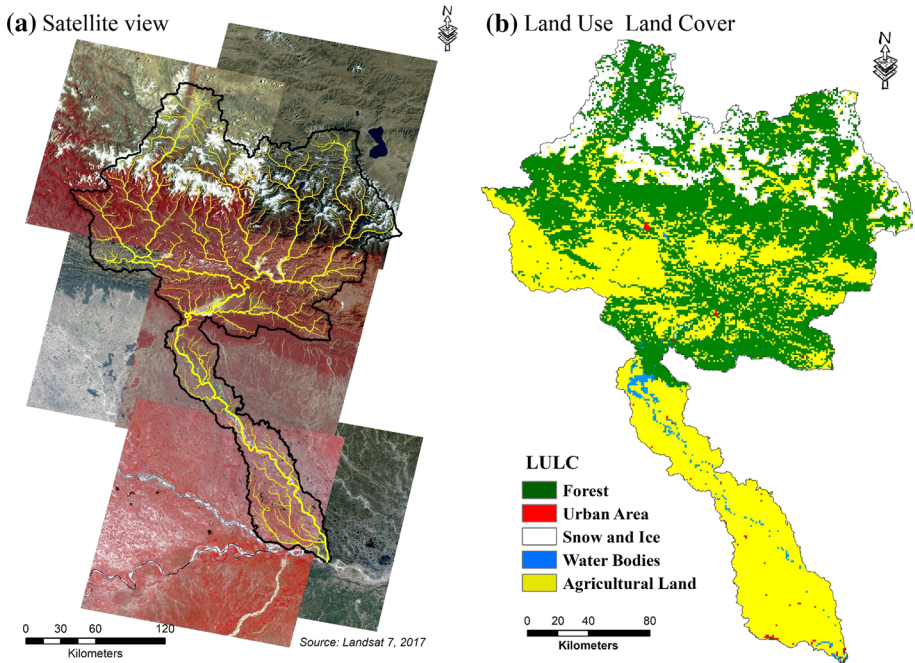 (a) Satellite view
N
0 30 60 120
Kilometers
Source: Landsat 7, 2017
(b) Land Use Land Cover
N
LULC
Forest
Urban Area
Snow and Ice
Water Bodies
Agricultural Land
0 20 40 80
Kilometers